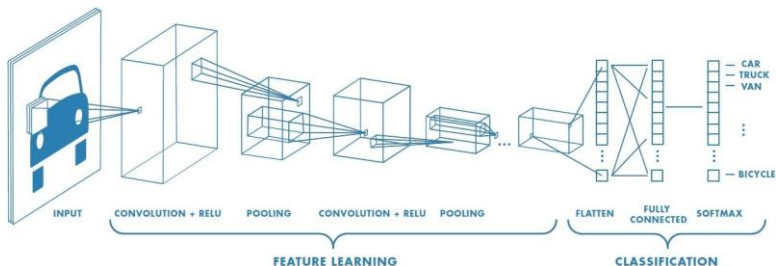 CAR
TRUCK
VAN
BICYCLE
INPUT
CONVOLUTION + RELU
POOLING
CONVOLUTION + RELU
POOLING
FLATTEN
FULLY
CONNECTED
SOFTMAX
FEATURE LEARNING
CLASSIFICATION